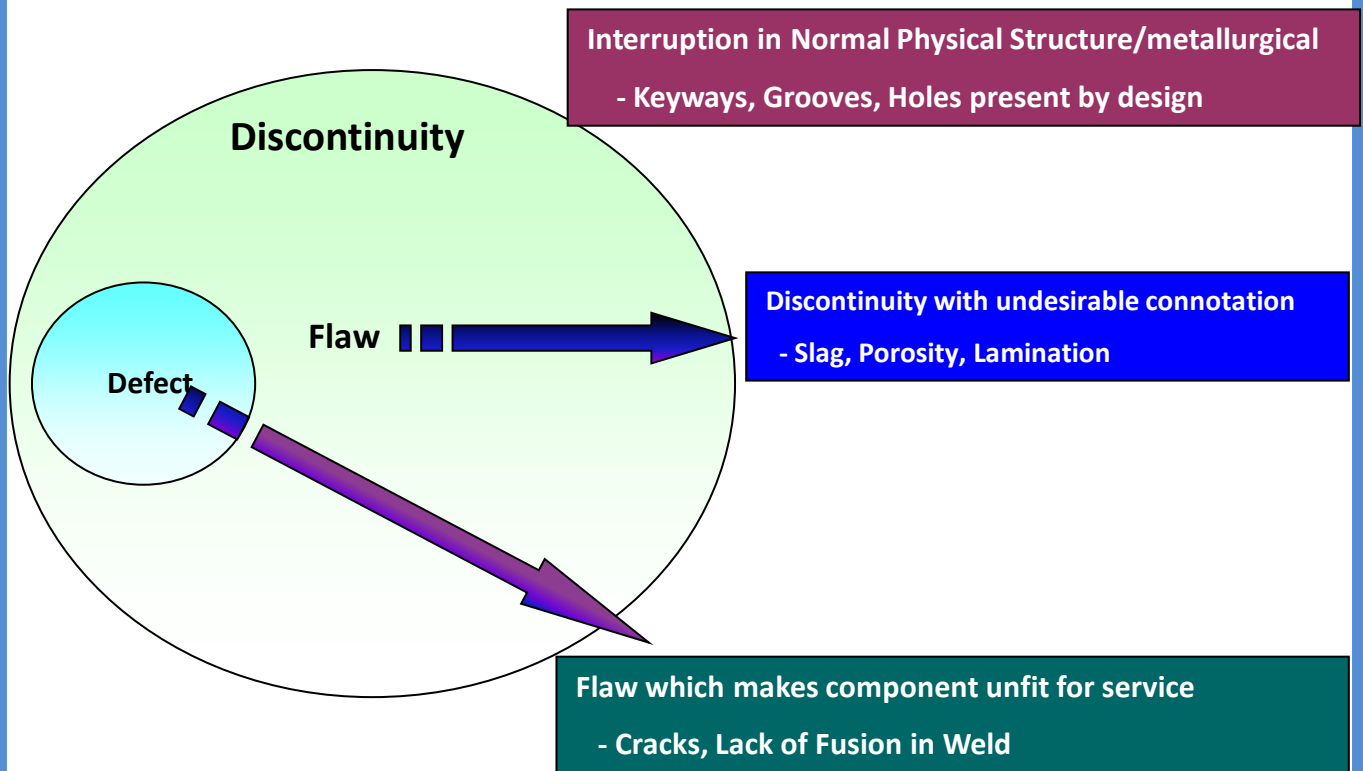 Interruption in Normal Physical Structure/metallurgical
- Keyways, Grooves, Holes present by design
Discontinuity
Discontinuity with undesirable connotation
- Slag, Porosity, Lamination
Flaw
Defect
Flaw which makes component unfit for service
- Cracks, Lack of Fusion in Weld